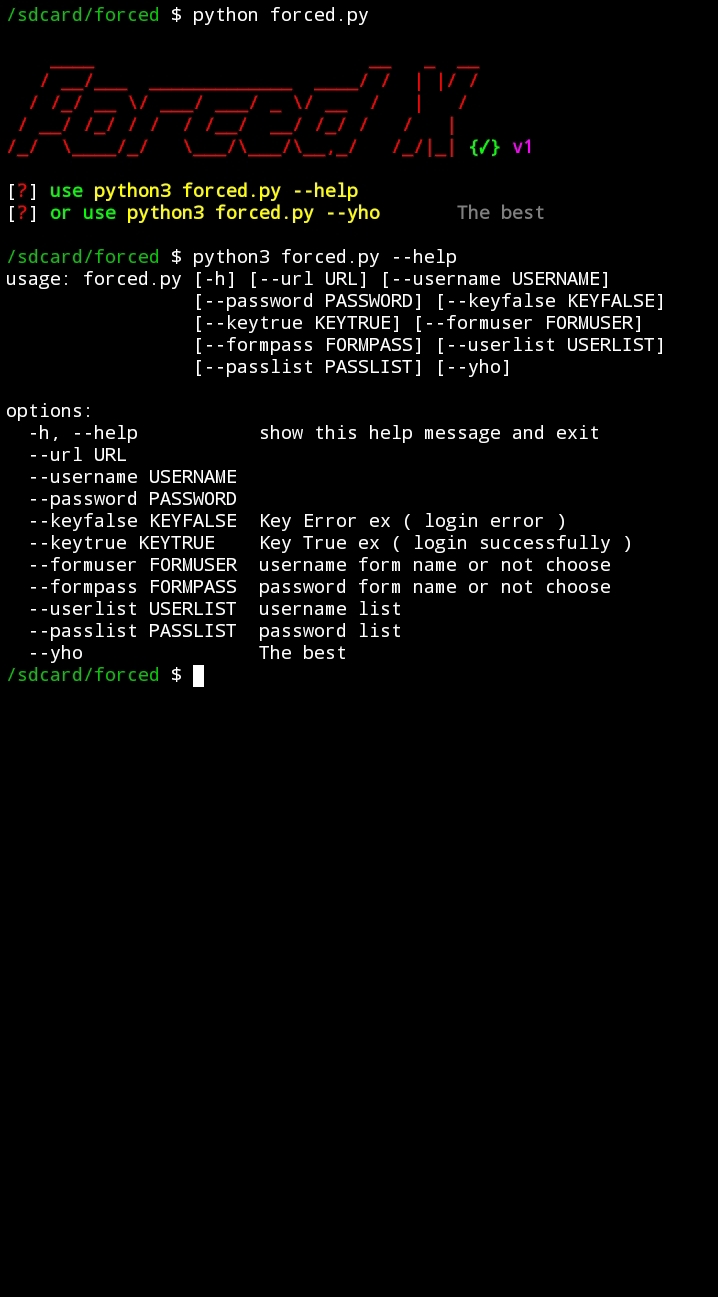 /sdcard/forced $ python forced.py
Forced X {✓} v1
[?] use python3 forced.py --help
[?] or use python3 forced.py --yho       The best
/sdcard/forced $ python3 forced.py --help
usage: forced.py [-h] [--url URL] [--username USERNAME]
                 [--password PASSWORD] [--keyfalse KEYFALSE]
                 [--keytrue KEYTRUE] [--formuser FORMUSER]
                 [--formpass FORMPASS] [--userlist USERLIST]
                 [--passlist PASSLIST] [--yho]
options:
  -h, --help           show this help message and exit
  --url URL
  --username USERNAME
  --password PASSWORD
  --keyfalse KEYFALSE  Key Error ex ( login error )
  --keytrue KEYTRUE    Key True ex ( login successfully )
  --formuser FORMUSER  username form name or not choose
  --formpass FORMPASS  password form name or not choose
  --userlist USERLIST  username list
  --passlist PASSLIST  password list
  --yho                The best
/sdcard/forced $